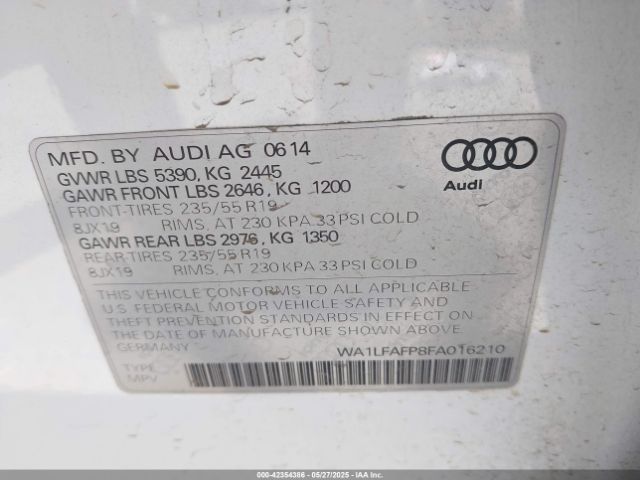 MFD. BY AUDI AG 0614
GVWR LBS 5390, KG 2445
GAWR FRONT LBS 2646, KG 1200
FRONT-TIRES 235/55 R19
8JX19 RIMS, AT 230 KPA 33 PSI COLD
GAWR REAR LBS 2976, KG 1350
REAR-TIRES 235/55 R19
8JX19 RIMS, AT 230 KPA 33 PSI COLD
Audi
THIS VEHICLE CONFORMS TO ALL APPLICABLE
U.S FEDERAL MOTOR VEHICLE SAFETY AND
THEFT PREVENTION STANDARDS IN EFFECT ON
THE DATE OF MANUFACTURE SHOWN ABOVE.
GERMANY WA1LFAFP8FA016210
TYPE
MPV
000-42354386 - 05/27/2025 - IAAI.COM